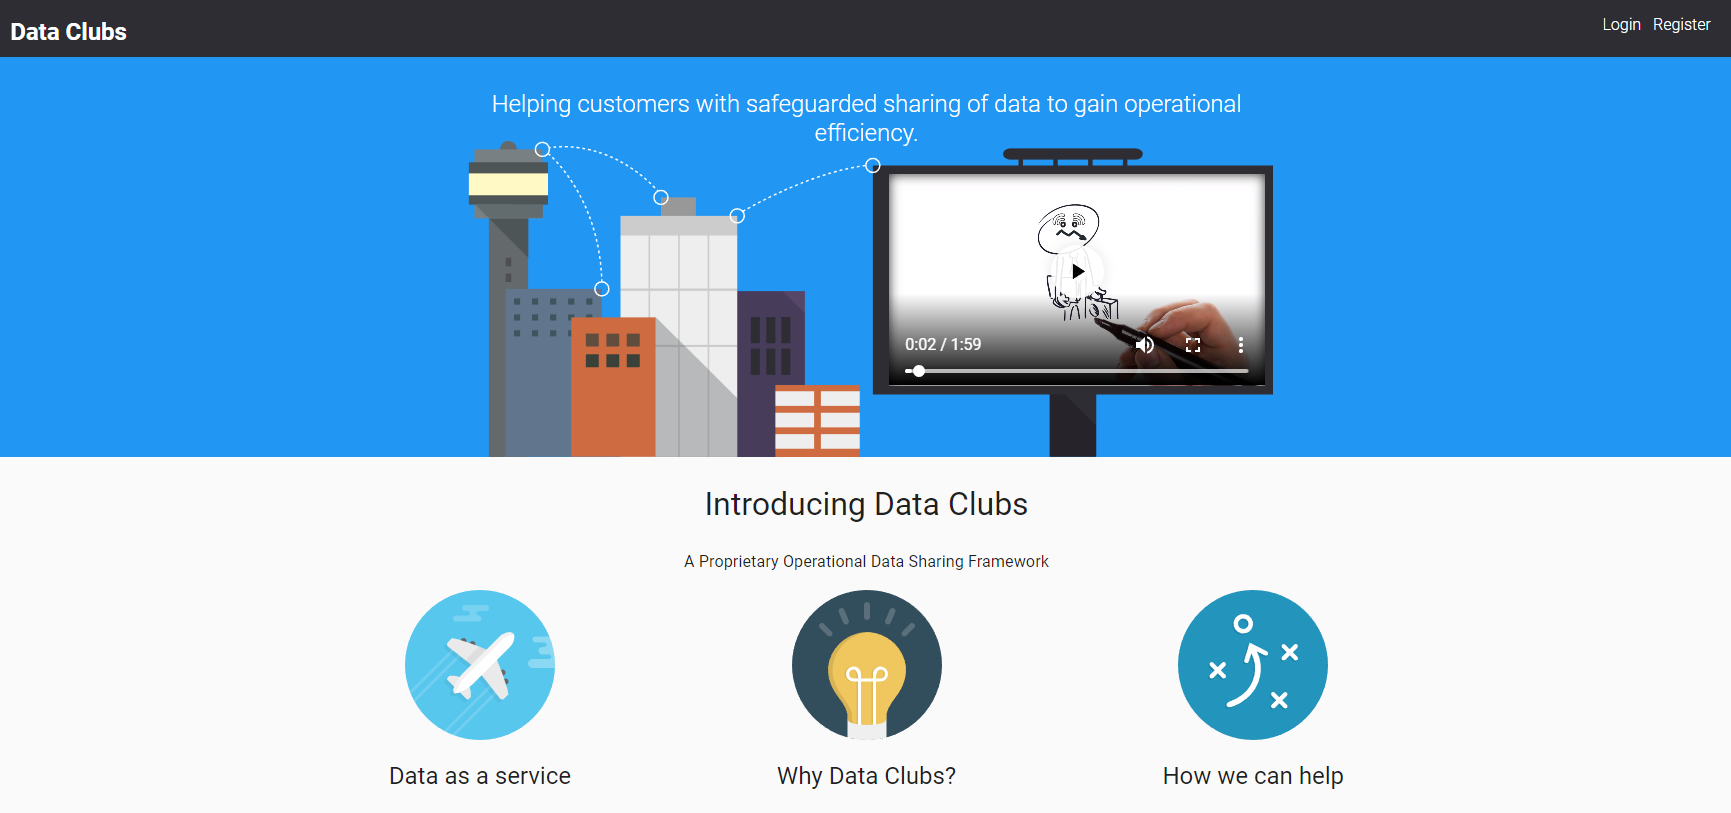 Data Clubs
Login Register
Helping customers with safeguarded sharing of data to gain operational
efficiency.
0:02 / 1:59
Introducing Data Clubs
A Proprietary Operational Data Sharing Framework
Data as a service
Why Data Clubs?
How we can help